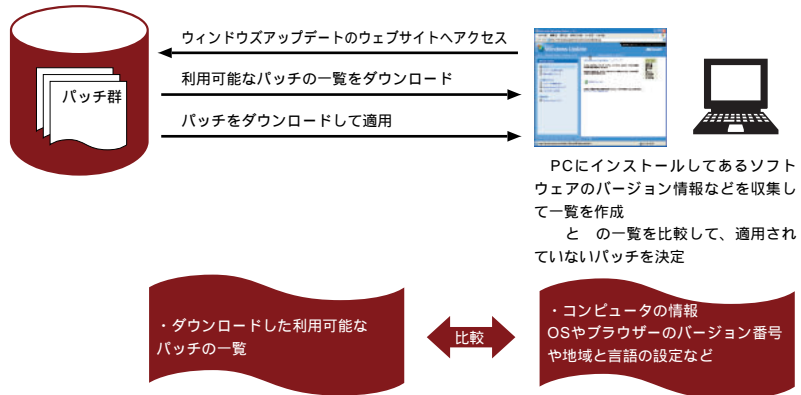 ウィンドウズアップデートのウェブサイトへアクセス
利用可能なパッチの一覧をダウンロード
パッチ群
パッチをダウンロードして適用
PCにインストールしてあるソフト
ウェアのバージョン情報などを収集し
て一覧を作成
と の一覧を比較して、適用され
ていないパッチを決定
・ダウンロードした利用可能な
パッチの一覧
比較
・コンピュータの情報
OSやブラウザーのバージョン番号
や地域と言語の設定など